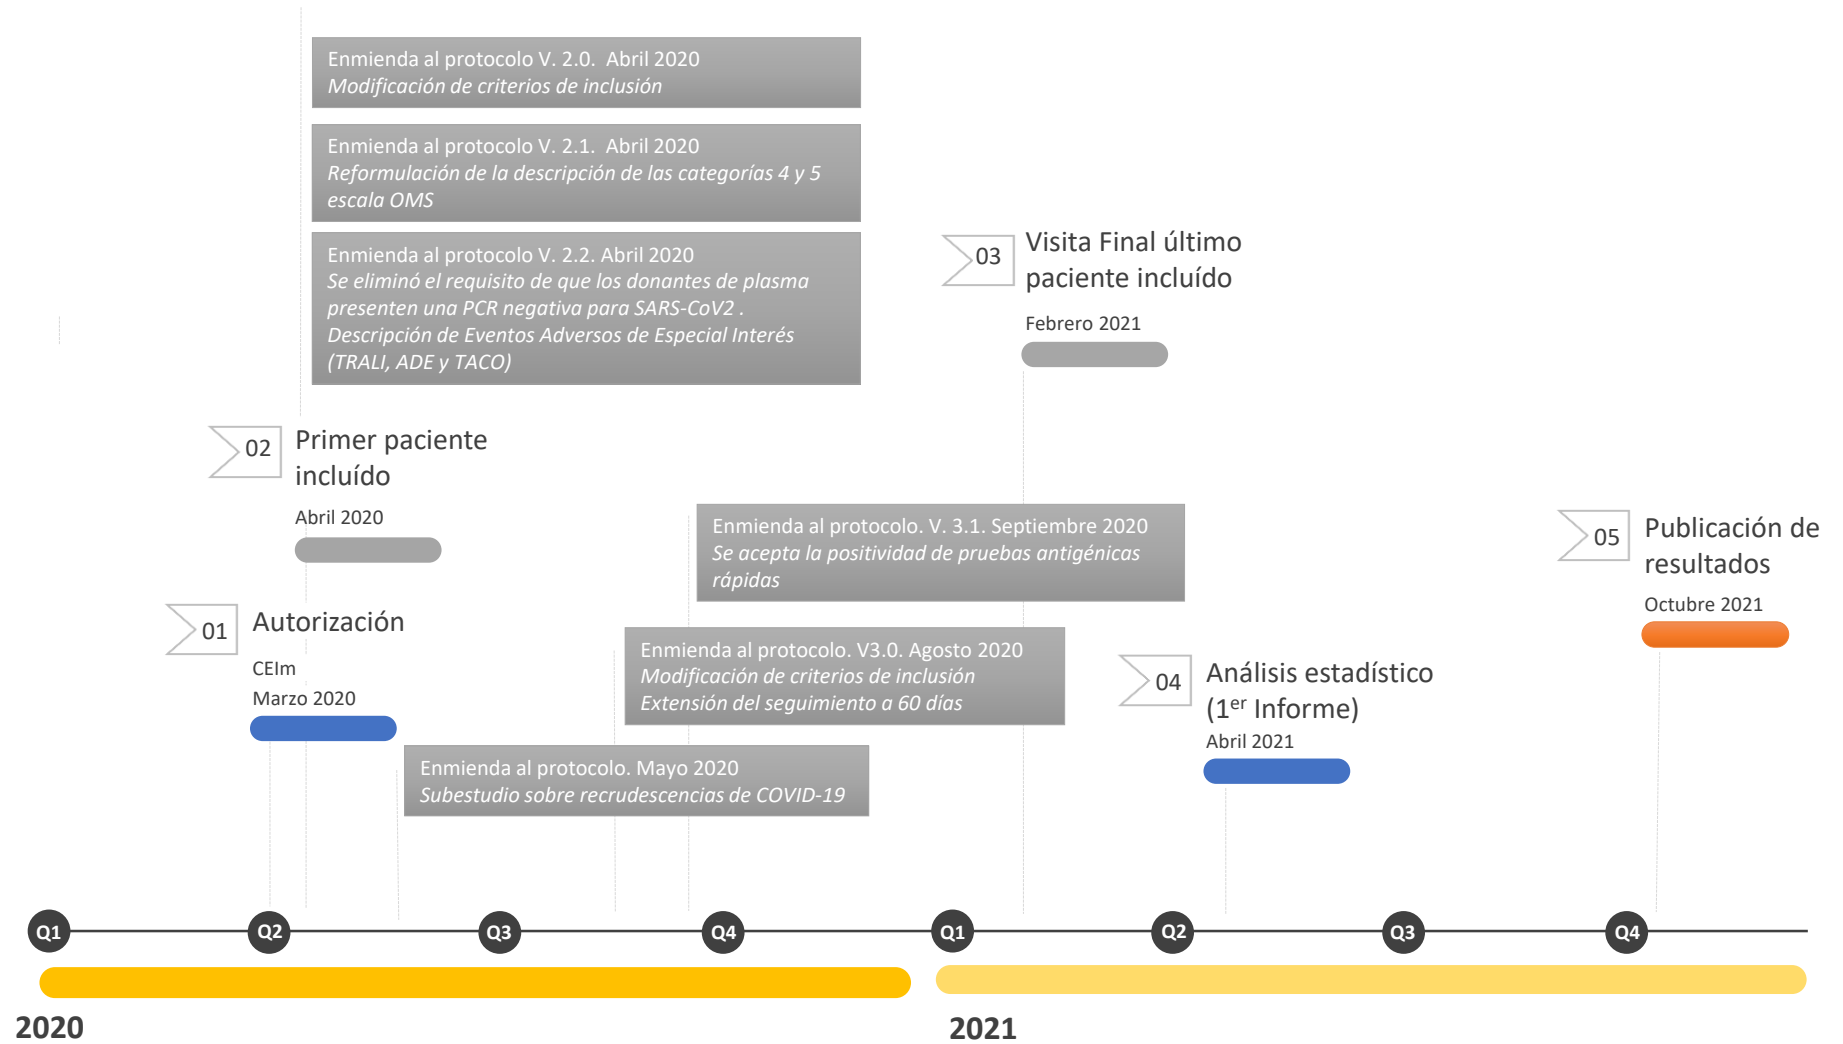 Enmienda al protocolo V. 2.0.  Abril 2020
Modificación de criterios de inclusión
Enmienda al protocolo V. 2.1.  Abril 2020
Reformulación de la descripción de las categorías 4 y 5
escala OMS
Enmienda al protocolo V. 2.2. Abril 2020
Se eliminó el requisito de que los donantes de plasma
presenten una PCR negativa para SARS-CoV2 .
Descripción de Eventos Adversos de Especial Interés
(TRALI, ADE y TACO)
03
Visita Final último
paciente incluído
Febrero 2021
02
Primer paciente
incluído
Abril 2020
Enmienda al protocolo. V. 3.1. Septiembre 2020
Se acepta la positividad de pruebas antigénicas
rápidas
05
Publicación de
resultados
Octubre 2021
01
Autorización
CEIm
Marzo 2020
Enmienda al protocolo. V3.0. Agosto 2020
Modificación de criterios de inclusión
Extensión del seguimiento a 60 días
04
Análisis estadístico
(1er Informe)
Abril 2021
Enmienda al protocolo. Mayo 2020
Subestudio sobre recrudescencias de COVID-19
Q1
Q2
Q3
Q4
Q1
Q2
Q3
Q4
2020
2021